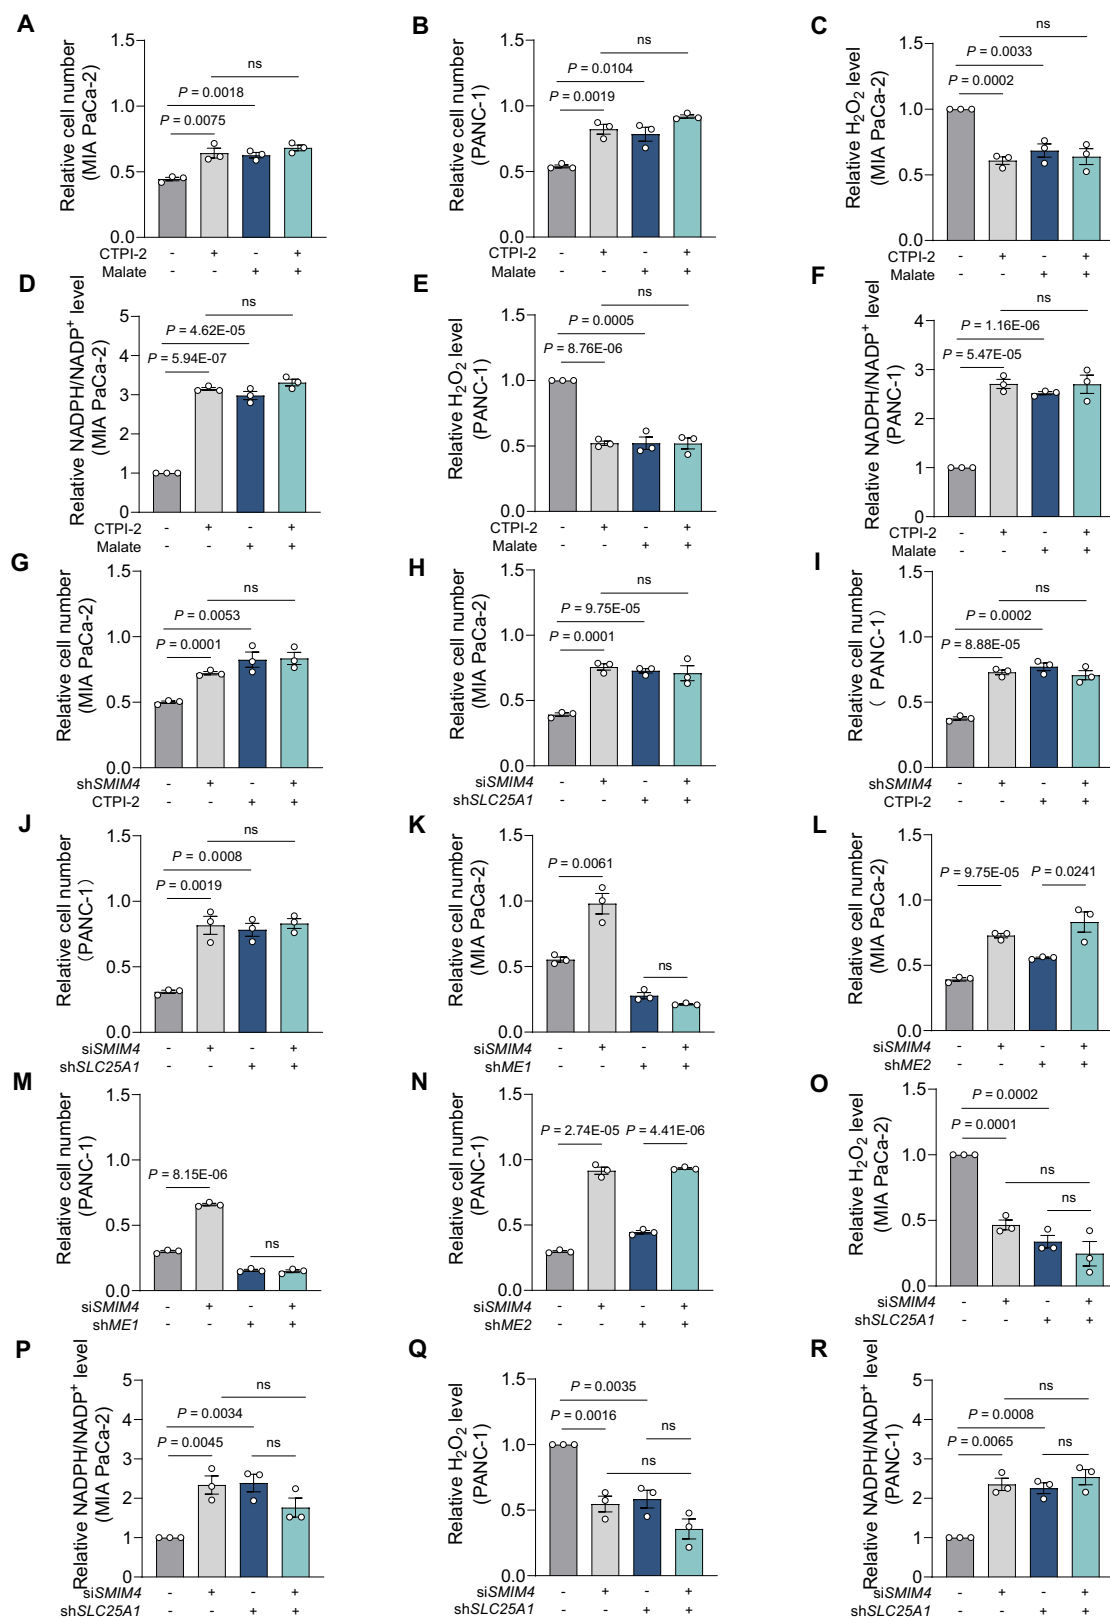 A
Relative cell number
(MIA PaCa-2)
1.5
1.0
0.5
0.0
ns
P = 0.0018
P = 0.0075
CTPI-2 - + - +
Malate - - + +
B
Relative cell number
(PANC-1)
1.5
1.0
0.5
0.0
ns
P = 0.0104
P = 0.0019
CTPI-2 - + - +
Malate - - + +
C
Relative H₂O₂ level
(MIA PaCa-2)
1.5
1.0
0.5
0.0
ns
P = 0.0033
P = 0.0002
CTPI-2 - + - +
Malate - - + +
D
Relative NADPH/NADP⁺ level
(MIA PaCa-2)
5
4
3
2
1
0
ns
P = 4.62E-05
P = 5.94E-07
CTPI-2 - + - +
Malate - - + +
E
Relative H₂O₂ level
(PANC-1)
1.5
1.0
0.5
0.0
ns
P = 0.0005
P = 8.76E-06
CTPI-2 - + - +
Malate - - + +
F
Relative NADPH/NADP⁺ level
(PANC-1)
4
3
2
1
0
ns
P = 1.16E-06
P = 5.47E-05
CTPI-2 - + - +
Malate - - + +
G
Relative cell number
(MIA PaCa-2)
1.5
1.0
0.5
0.0
ns
P = 0.0053
P = 0.0001
shSMIM4 - + - +
CTPI-2 - - + +
H
Relative cell number
(MIA PaCa-2)
1.5
1.0
0.5
0.0
ns
P = 9.75E-05
P = 0.0001
siSMIM4 - + - +
shSLC25A1 - - + +
I
Relative cell number
（PANC-1）
1.5
1.0
0.5
0.0
ns
P = 0.0002
P = 8.88E-05
shSMIM4 - + - +
CTPI-2 - - + +
J
Relative cell number
(PANC-1）
1.5
1.0
0.5
0.0
ns
P = 0.0008
P = 0.0019
siSMIM4 - + - +
shSLC25A1 - - + +
K
Relative cell number
(MIA PaCa-2)
1.5
1.0
0.5
0.0
P = 0.0061
ns
siSMIM4 - + - +
shME1 - - + +
L
Relative cell number
(MIA PaCa-2)
1.5
1.0
0.5
0.0
P = 9.75E-05
P = 0.0241
siSMIM4 - + - +
shME2 - - + +
M
Relative cell number
(PANC-1)
1.5
1.0
0.5
0.0
P = 8.15E-06
ns
siSMIM4 - + - +
shME1 - - + +
N
Relative cell number
(PANC-1)
1.5
1.0
0.5
0.0
P = 2.74E-05
P = 4.41E-06
siSMIM4 - + - +
shME2 - - + +
O
Relative H₂O₂ level
(MIA PaCa-2)
1.5
1.0
0.5
0.0
P = 0.0002
P = 0.0001
ns
ns
siSMIM4 - + - +
shSLC25A1 - - + +
P
Relative NADPH/NADP⁺ level
(MIA PaCa-2)
5
4
3
2
1
0
ns
P = 0.0034
P = 0.0045
ns
siSMIM4 - + - +
shSLC25A1 - - + +
Q
Relative H₂O₂ level
(PANC-1)
1.5
1.0
0.5
0.0
P = 0.0035
P = 0.0016
ns
ns
siSMIM4 - + - +
shSLC25A1 - - + +
R
Relative NADPH/NADP⁺ level
(PANC-1)
5
4
3
2
1
0
ns
P = 0.0008
P = 0.0065
ns
siSMIM4 - + - +
shSLC25A1 - - + +